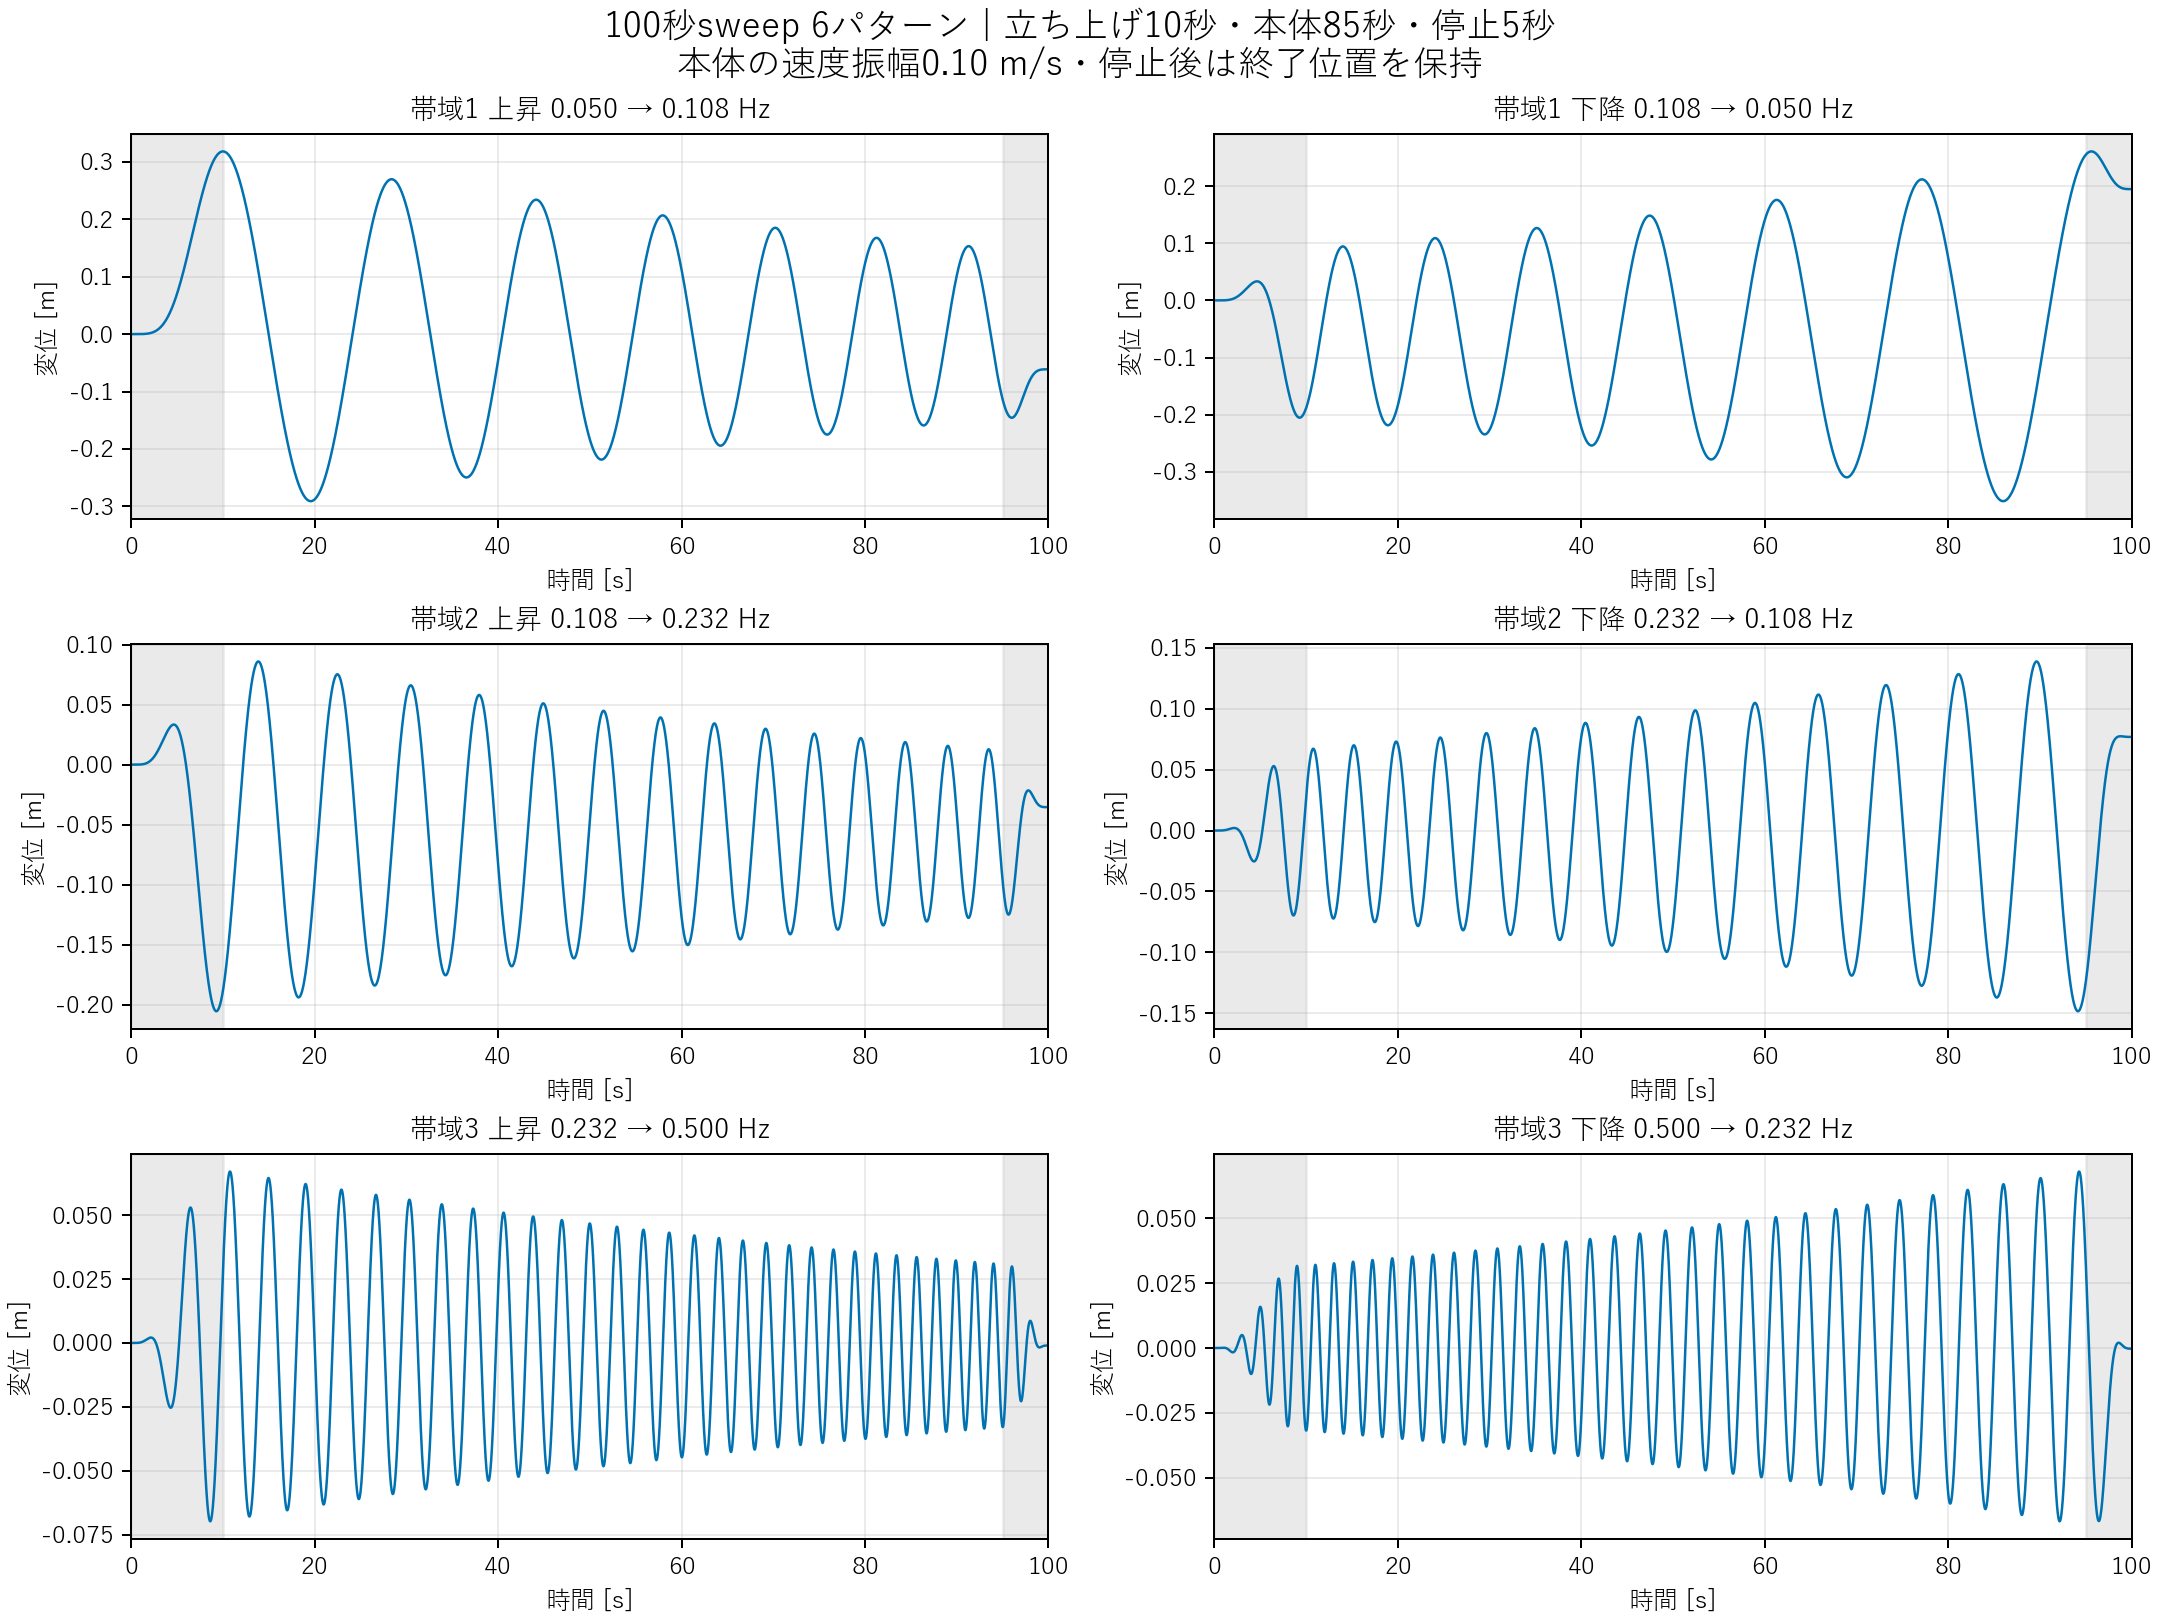 100秒sweep 6パターン｜立ち上げ10秒・本体85秒・停止5秒
本体の速度振幅0.10 m/s・停止後は終了位置を保持
帯域1 上昇 0.050 → 0.108 Hz
変位 [m]
0.3
0.2
0.1
0.0
-0.1
-0.2
-0.3
0 20 40 60 80 100
時間 [s]
帯域1 下降 0.108 → 0.050 Hz
変位 [m]
0.2
0.1
0.0
-0.1
-0.2
-0.3
0 20 40 60 80 100
時間 [s]
帯域2 上昇 0.108 → 0.232 Hz
変位 [m]
0.10
0.05
0.00
-0.05
-0.10
-0.15
-0.20
0 20 40 60 80 100
時間 [s]
帯域2 下降 0.232 → 0.108 Hz
変位 [m]
0.15
0.10
0.05
0.00
-0.05
-0.10
-0.15
0 20 40 60 80 100
時間 [s]
帯域3 上昇 0.232 → 0.500 Hz
変位 [m]
0.050
0.025
0.000
-0.025
-0.050
-0.075
0 20 40 60 80 100
時間 [s]
帯域3 下降 0.500 → 0.232 Hz
変位 [m]
0.050
0.025
0.000
-0.025
-0.050
0 20 40 60 80 100
時間 [s]